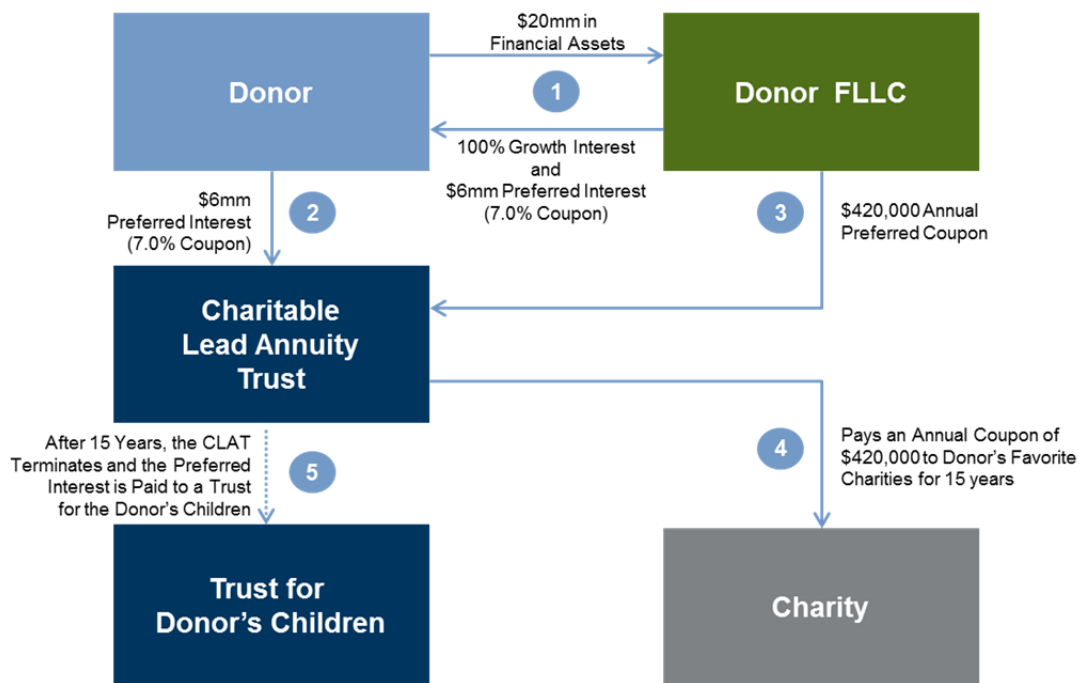 $20mm in
Financial Assets
Donor
1
Donor FLLC
100% Growth Interest
and
$6mm Preferred Interest
(7.0% Coupon)
$6mm
Preferred Interest
(7.0% Coupon)
2
3
$420,000 Annual
Preferred Coupon
Charitable
Lead Annuity
Trust
After 15 Years, the CLAT
Terminates and the Preferred
Interest is Paid to a Trust
for the Donor's Children
5
4
Pays an Annual Coupon of
$420,000 to Donor's Favorite
Charities for 15 years
Trust for
Donor's Children
Charity